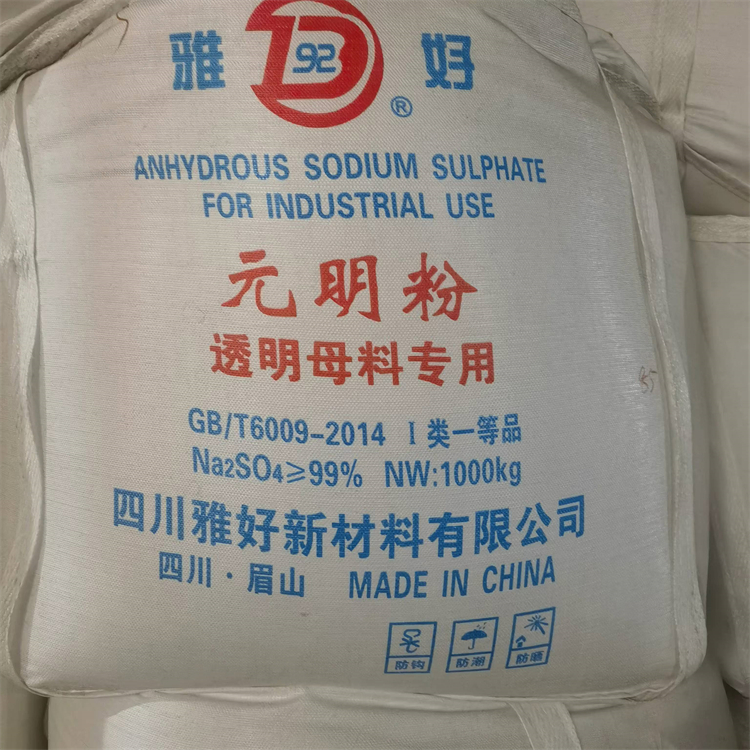 雅 92 好
®
ANHYDROUS SODIUM SULPHATE
FOR INDUSTRIAL USE
元明粉
透明母料专用
GB/T6009-2014 Ⅰ类一等品
Na₂SO₄≥99% NW:1000kg
四川雅好新材料有限公司
四川·眉山 MADE IN CHINA
防钩 防潮 防晒